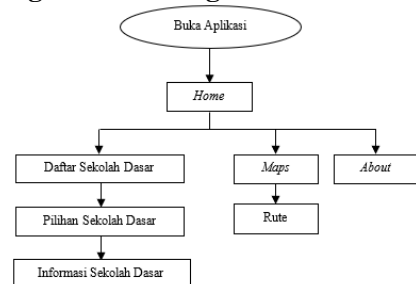 Buka Aplikasi
Home
Daftar Sekolah Dasar
Maps
About
Pilihan Sekolah Dasar
Rute
Informasi Sekolah Dasar